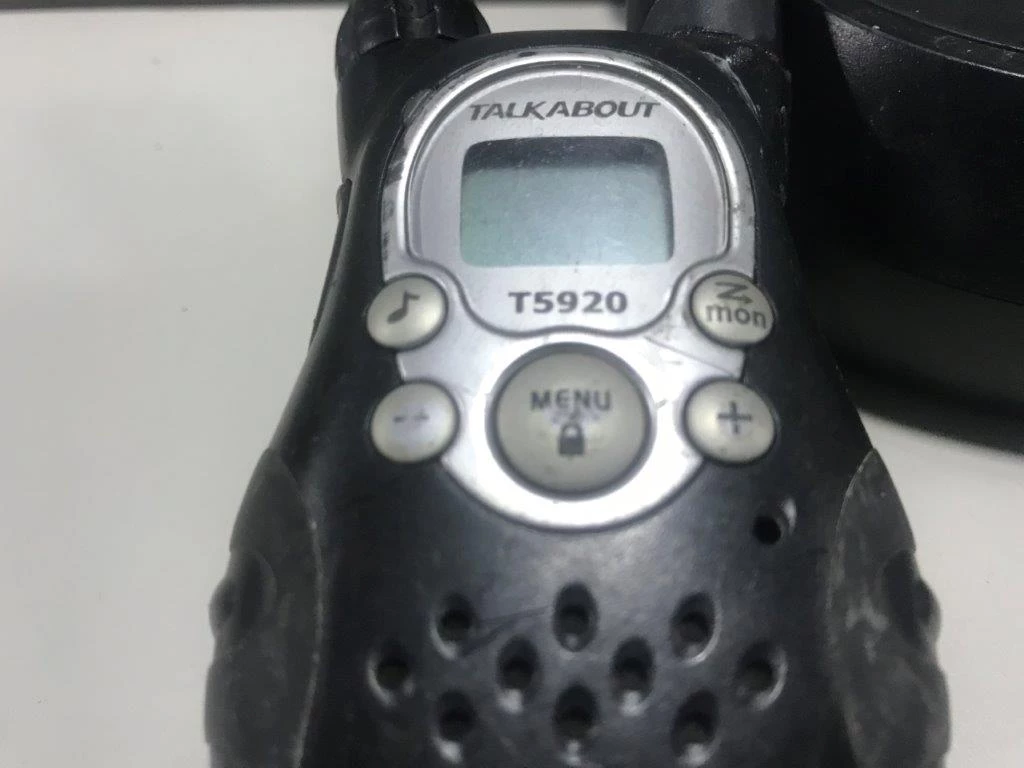 TALKABOUT
T5920
mon
MENU
+